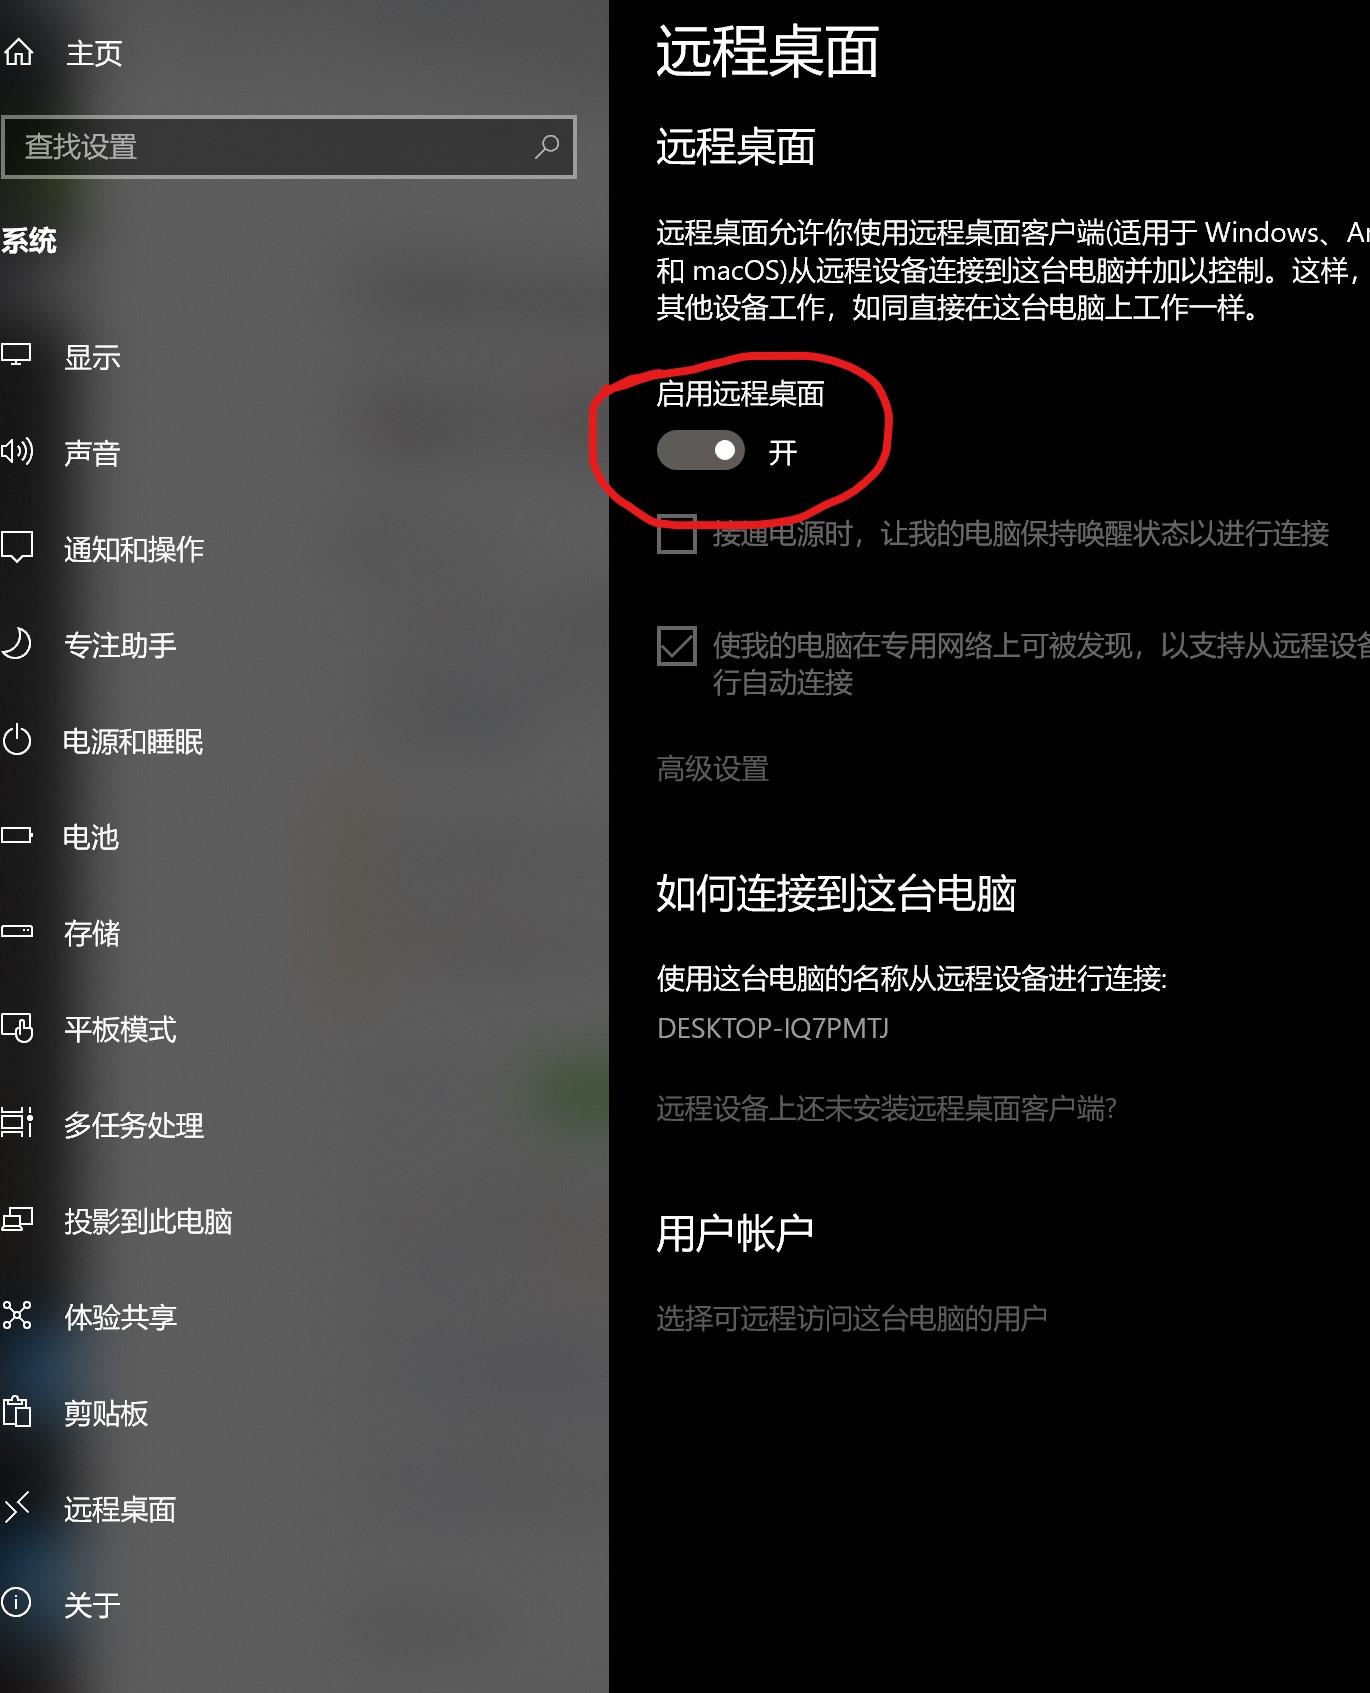 主页
查找设置
系统
显示
声音
通知和操作
专注助手
电源和睡眠
电池
存储
平板模式
多任务处理
投影到此电脑
体验共享
剪贴板
远程桌面
关于
远程桌面
远程桌面
远程桌面允许你使用远程桌面客户端(适用于 Windows、
和 macOS)从远程设备连接到这台电脑并加以控制。这样，
其他设备工作，如同直接在这台电脑上工作一样。
启用远程桌面
开
接通电源时，让我的电脑保持唤醒状态以进行连接
使我的电脑在专用网络上可被发现，以支持从远程设备
行自动连接
高级设置
如何连接到这台电脑
使用这台电脑的名称从远程设备进行连接:
DESKTOP-IQ7PMTJ
远程设备上还未安装远程桌面客户端?
用户帐户
选择可远程访问这台电脑的用户